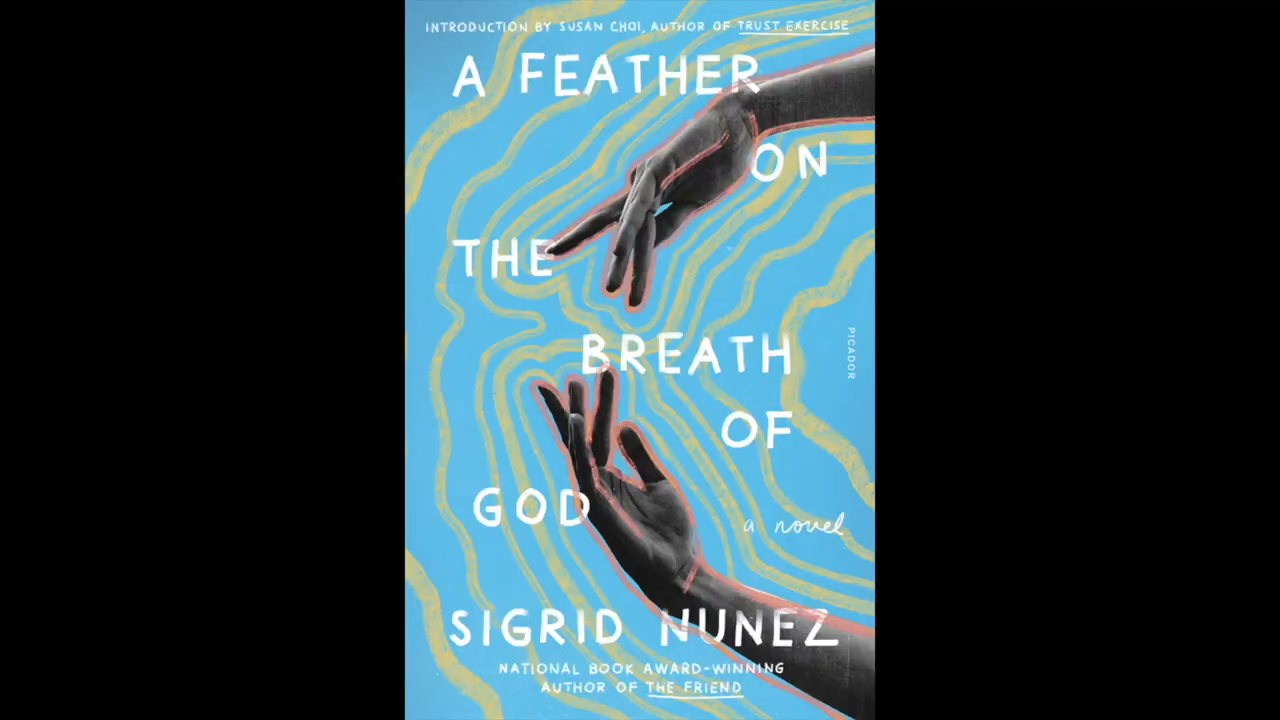 INTRODUCTION BY SUSAN CHOI, AUTHOR OF TRUST EXERCISE
A FEATHER
ON
THE
BREATH
OF
GOD
a novel
SIGRID NUNEZ
NATIONAL BOOK AWARD-WINNING
AUTHOR OF THE FRIEND
PICADOR